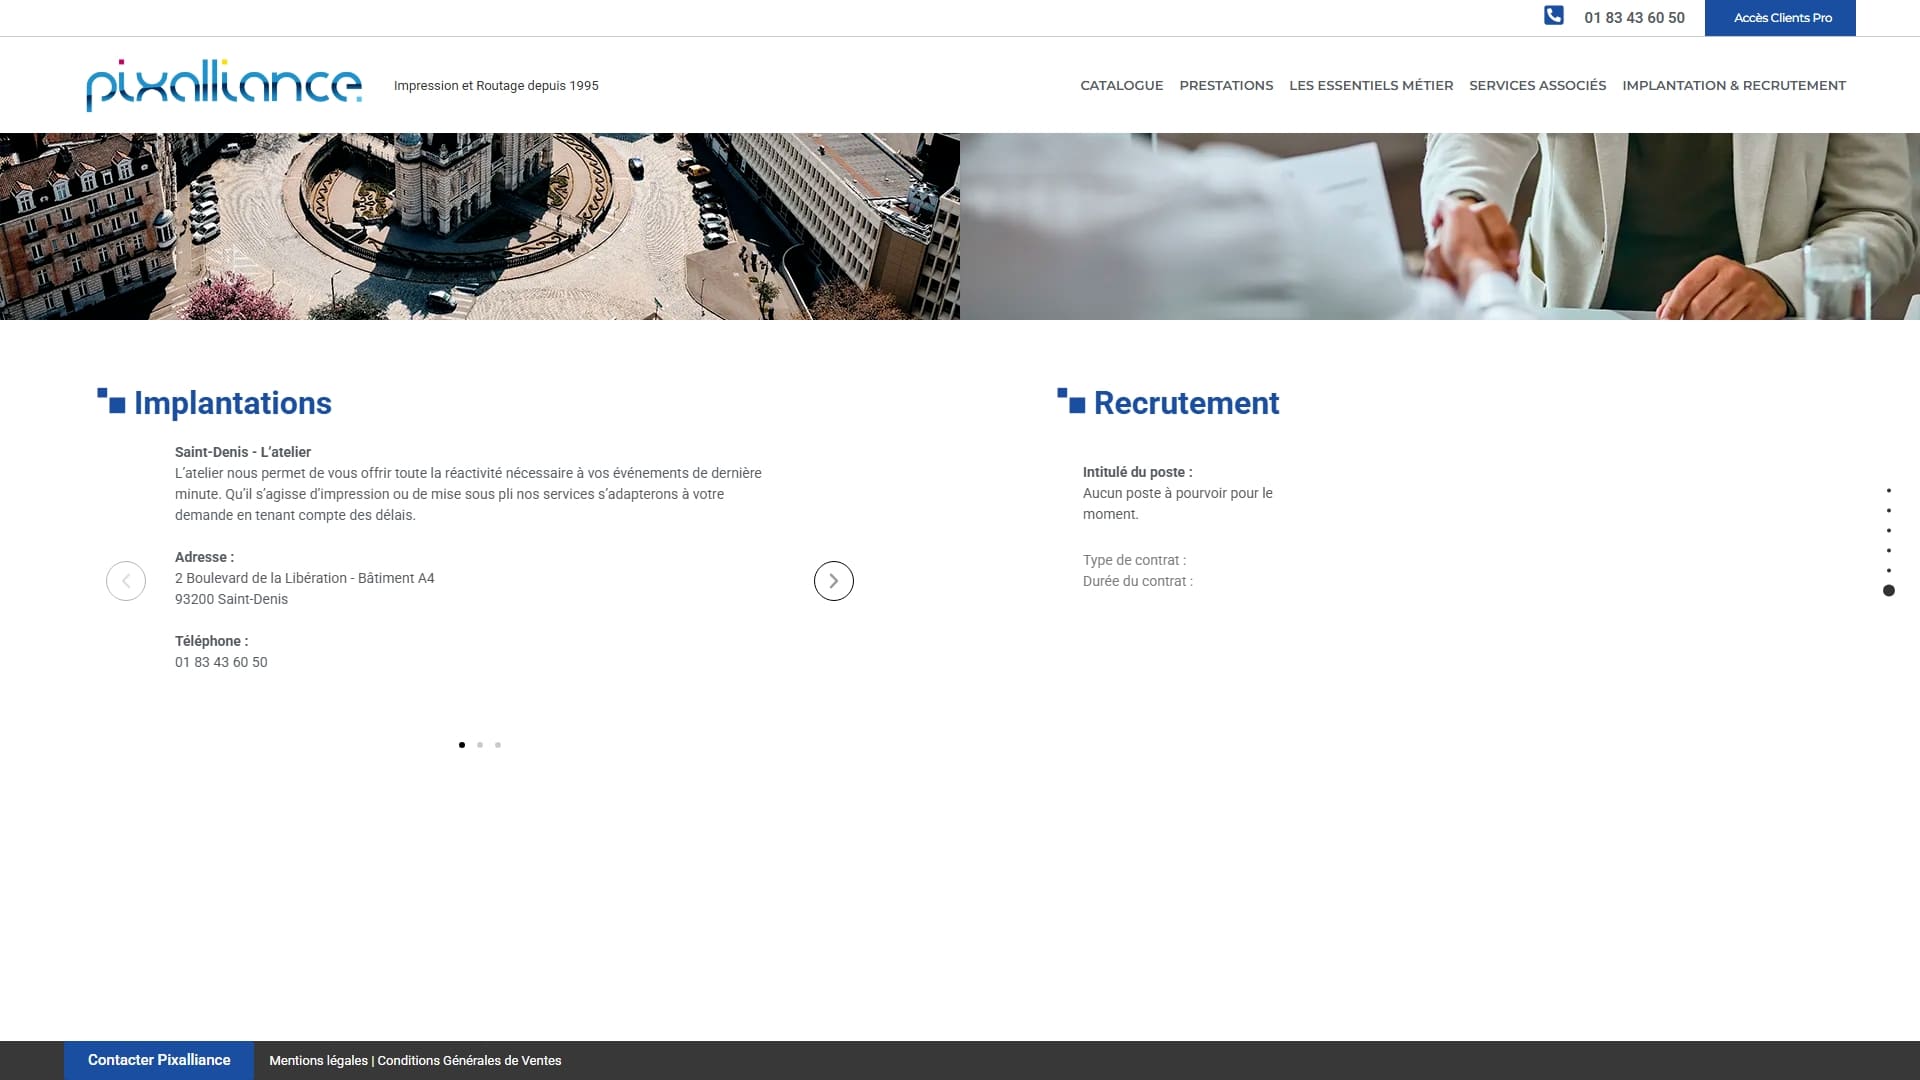 01 83 43 60 50
Accès Clients Pro
pixalliance
Impression et Routage depuis 1995
CATALOGUE
PRESTATIONS
LES ESSENTIELS MÉTIER
SERVICES ASSOCIÉS
IMPLANTATION & RECRUTEMENT
Implantations
Saint-Denis - L’atelier
L’atelier nous permet de vous offrir toute la réactivité nécessaire à vos événements de dernière
minute. Qu’il s’agisse d’impression ou de mise sous pli nos services s’adapterons à votre
demande en tenant compte des délais.
Adresse :
2 Boulevard de la Libération - Bâtiment A4
93200 Saint-Denis
Téléphone :
01 83 43 60 50
Recrutement
Intitulé du poste :
Aucun poste à pourvoir pour le
moment.
Type de contrat :
Durée du contrat :
Contacter Pixalliance
Mentions légales | Conditions Générales de Ventes